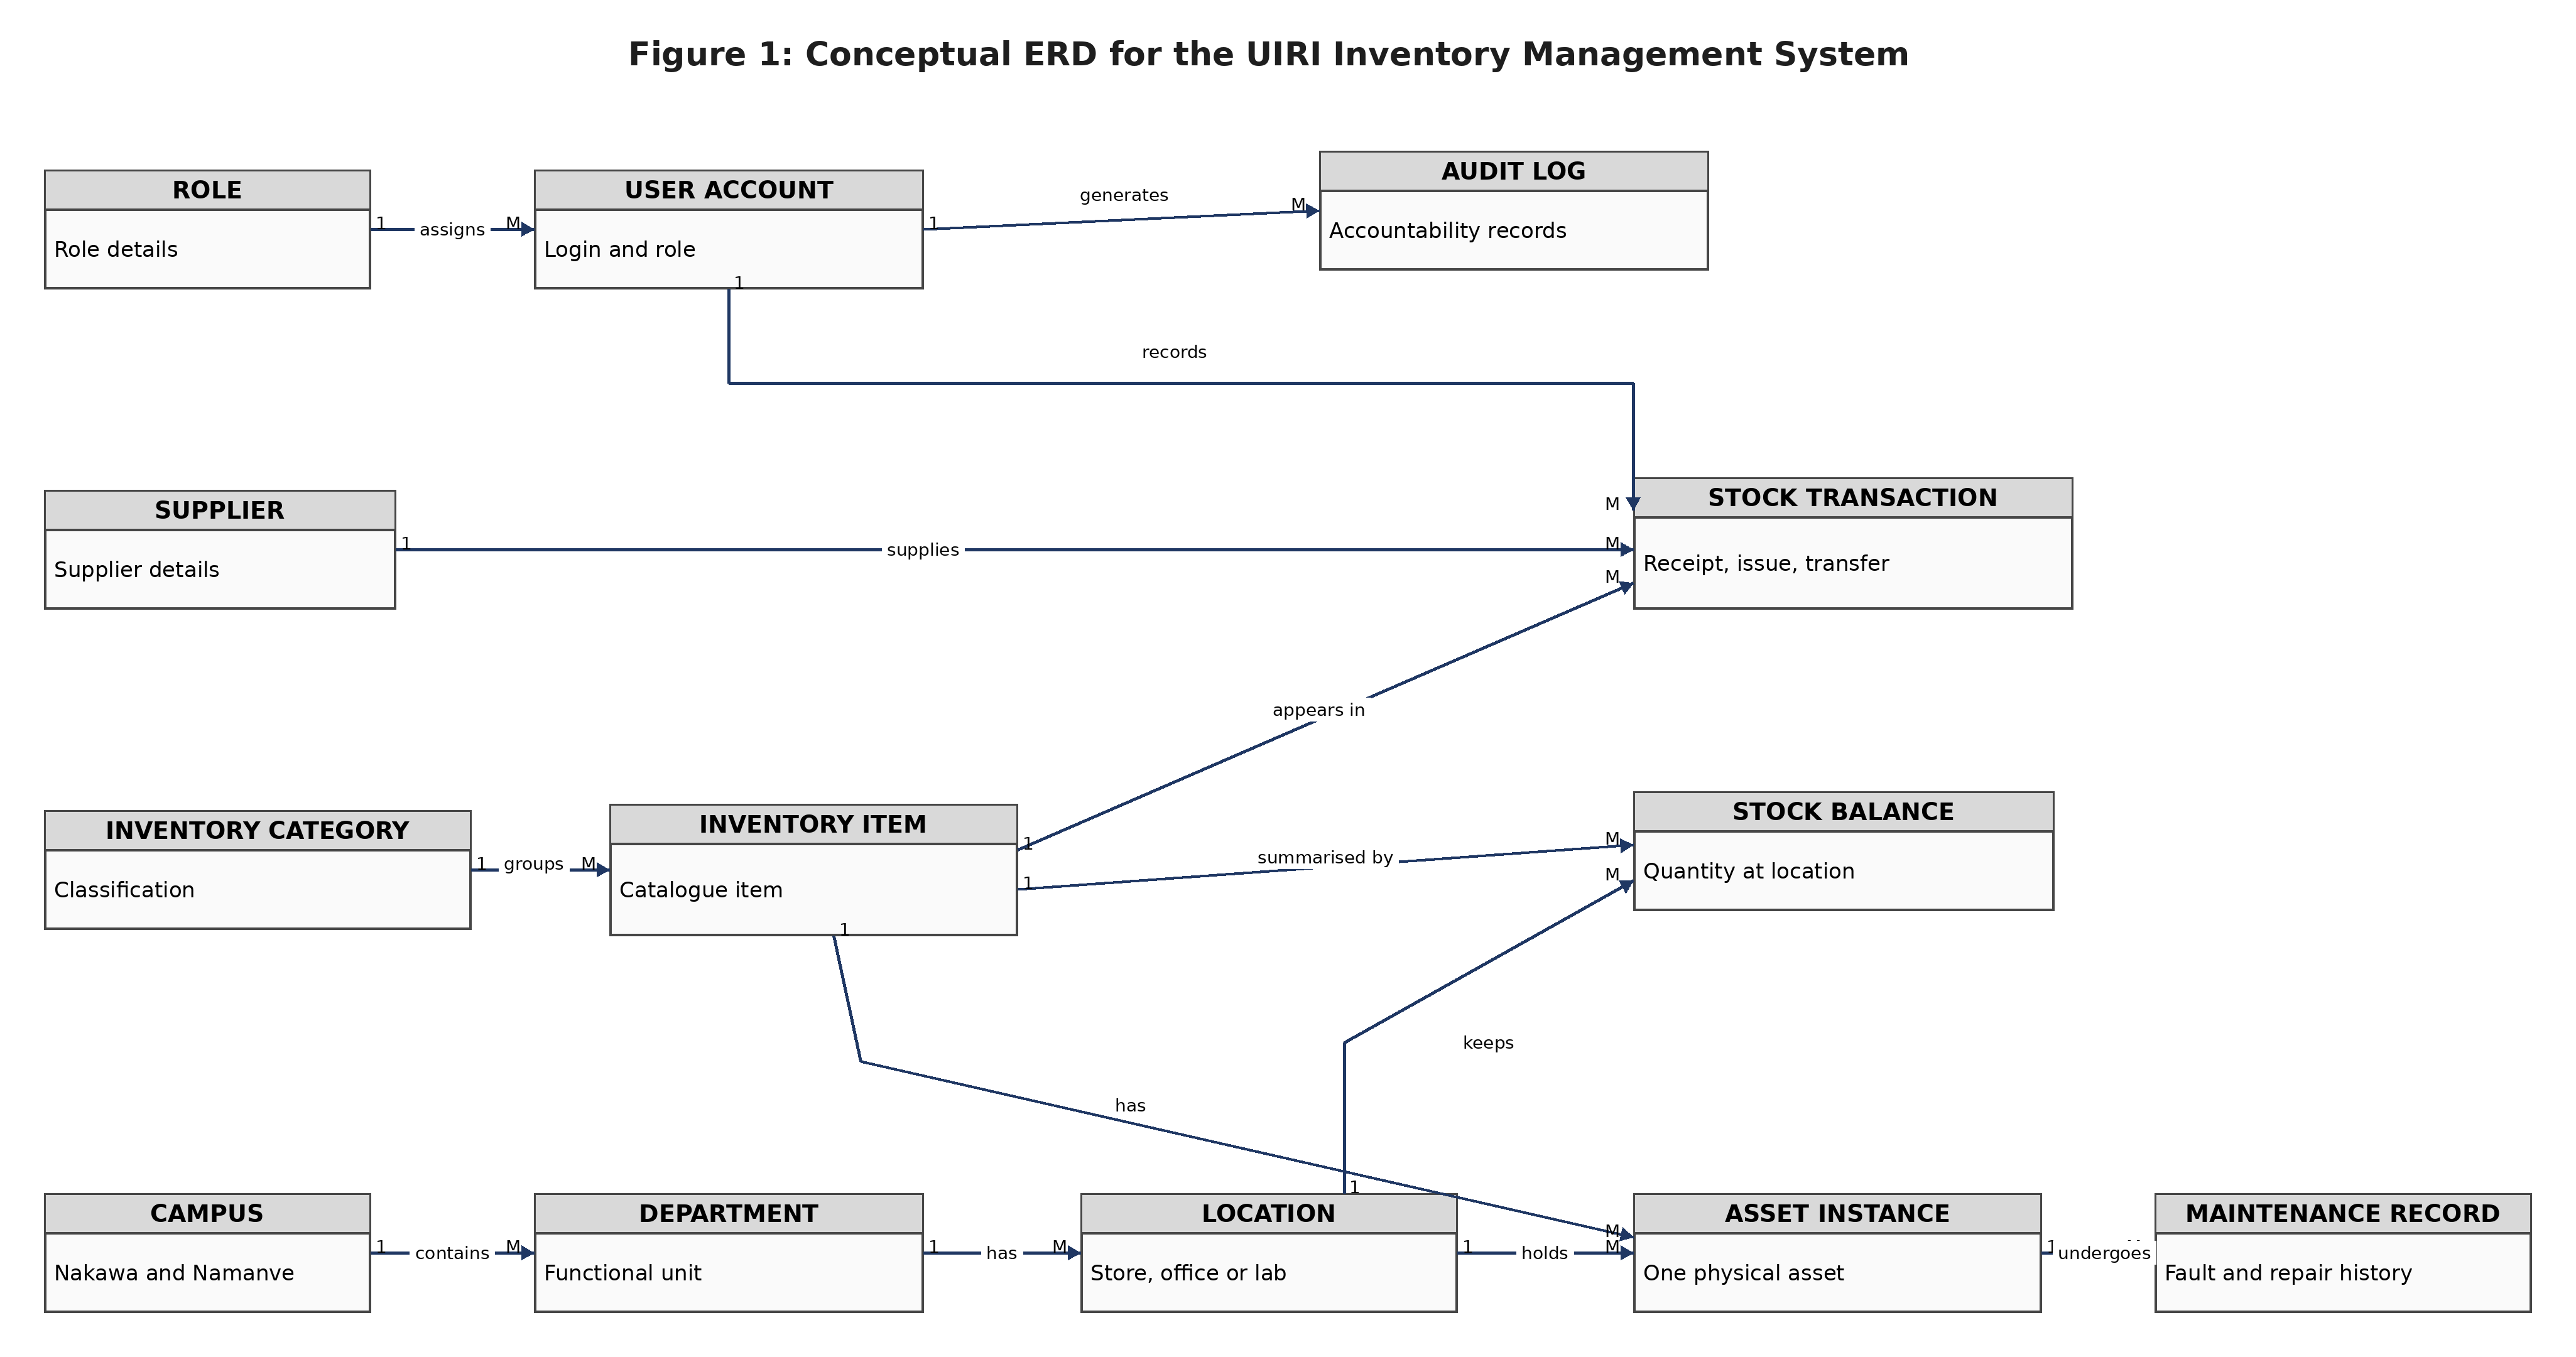 Figure 1: Conceptual ERD for the UIRI Inventory Management System
ROLE
Role details
1
assigns
M
USER ACCOUNT
Login and role
1
generates
M
AUDIT LOG
Accountability records
1
records
M
SUPPLIER
Supplier details
1
supplies
M
STOCK TRANSACTION
Receipt, issue, transfer
M
appears in
1
INVENTORY CATEGORY
Classification
1
groups
M
INVENTORY ITEM
Catalogue item
1
summarised by
M
STOCK BALANCE
Quantity at location
M
keeps
1
1
has
M
CAMPUS
Nakawa and Namanve
1
contains
M
DEPARTMENT
Functional unit
1
has
M
LOCATION
Store, office or lab
1
holds
M
ASSET INSTANCE
One physical asset
1
undergoes
MAINTENANCE RECORD
Fault and repair history